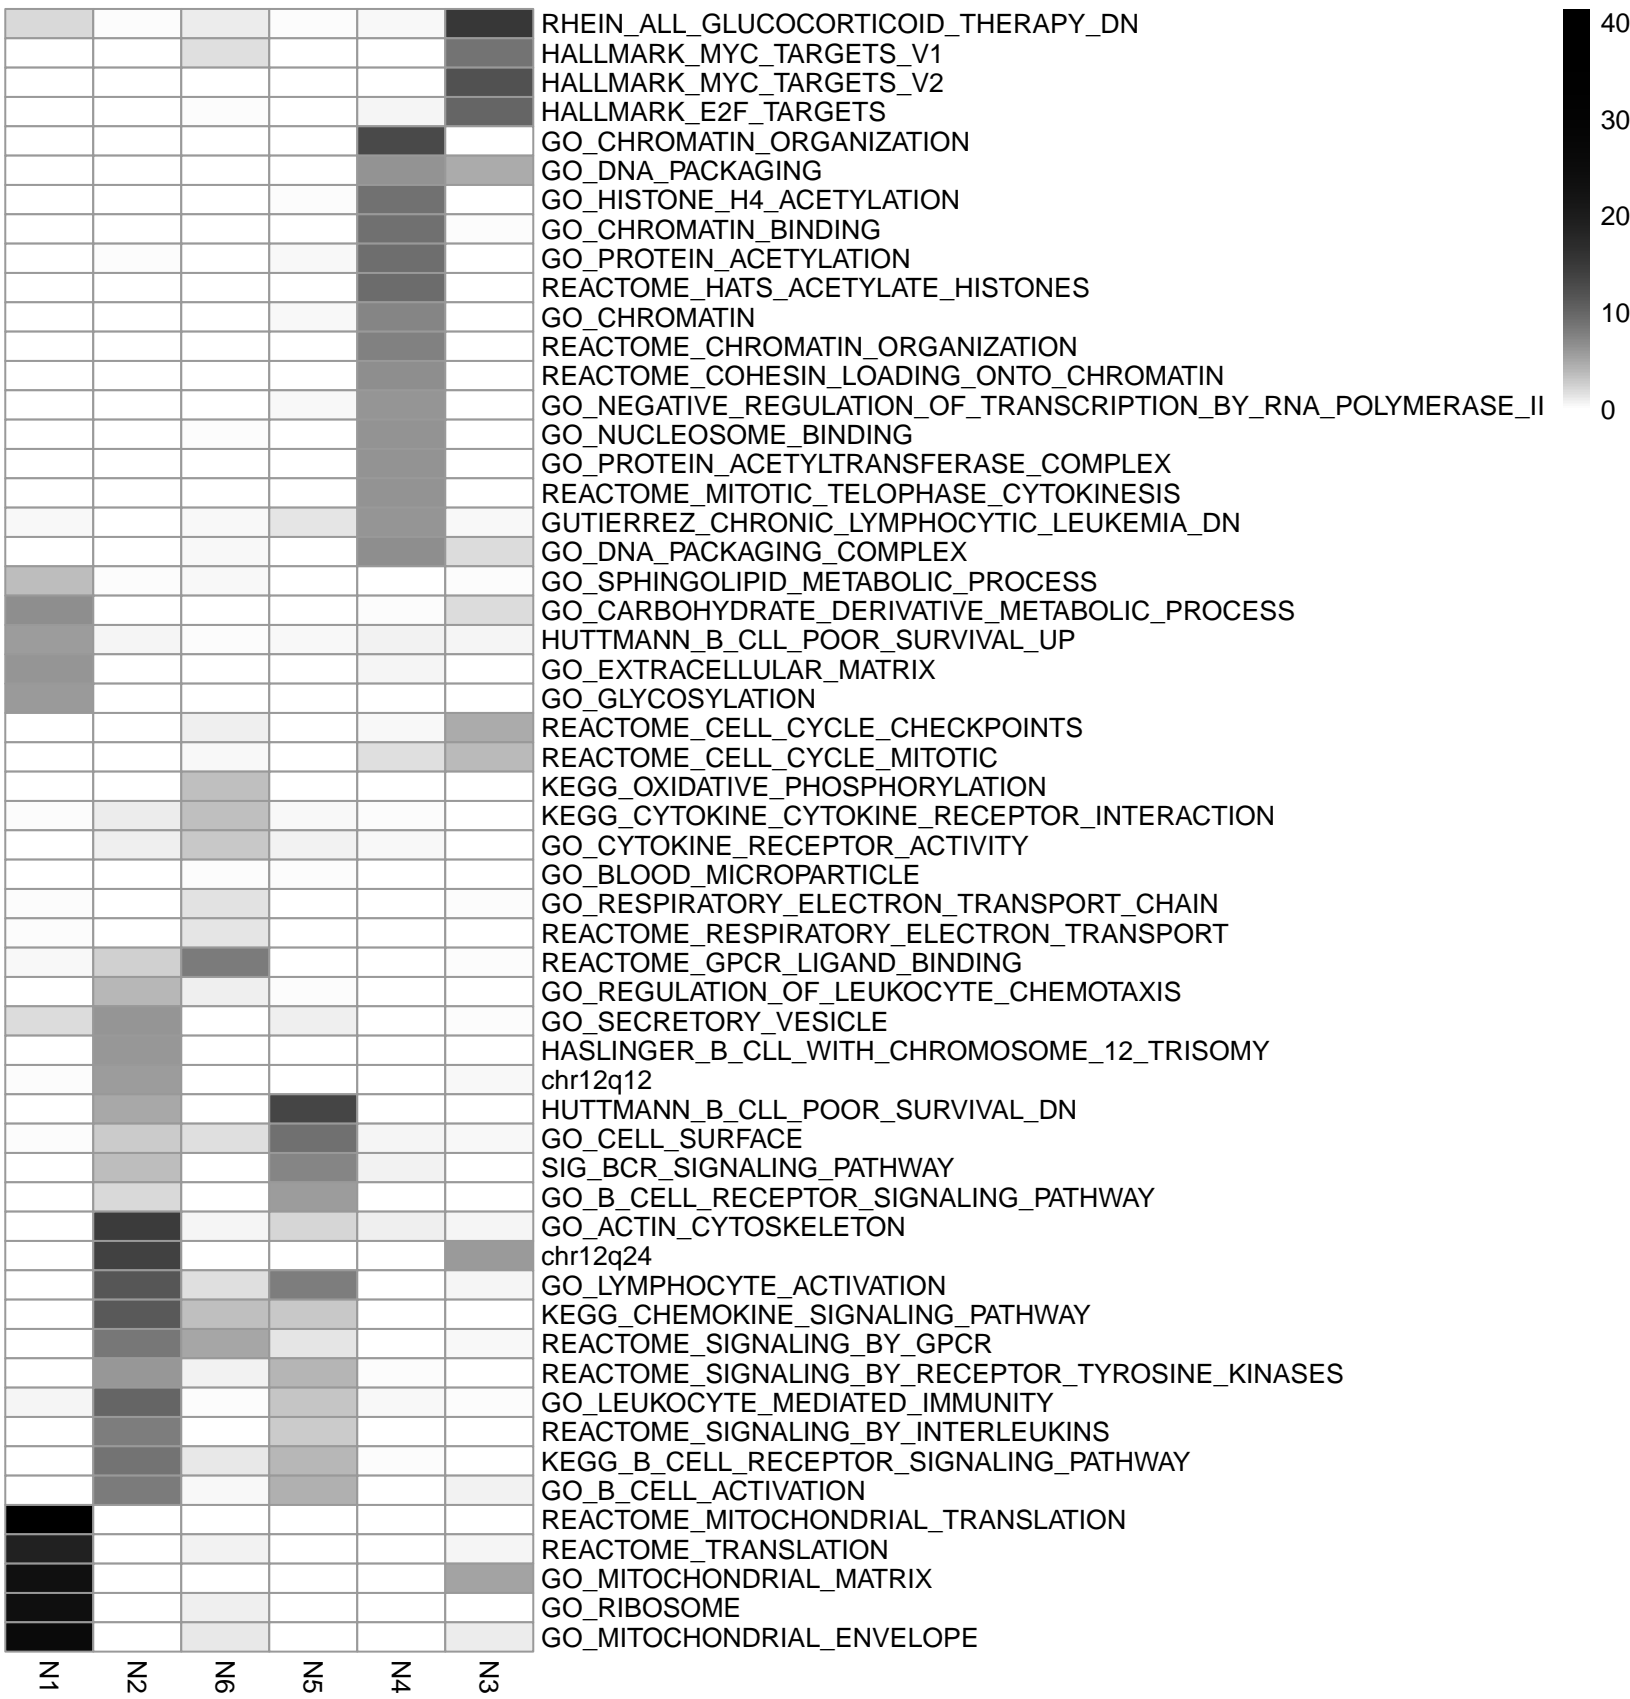 RHEIN_ALL_GLUCOCORTICOID_THERAPY_DN
HALLMARK_MYC_TARGETS_V1
HALLMARK_MYC_TARGETS_V2
HALLMARK_E2F_TARGETS
GO_CHROMATIN_ORGANIZATION
GO_DNA_PACKAGING
GO_HISTONE_H4_ACETYLATION
GO_CHROMATIN_BINDING
GO_PROTEIN_ACETYLATION
REACTOME_HATS_ACETYLATE_HISTONES
GO_CHROMATIN
REACTOME_CHROMATIN_ORGANIZATION
REACTOME_COHESIN_LOADING_ONTO_CHROMATIN
GO_NEGATIVE_REGULATION_OF_TRANSCRIPTION_BY_RNA_POLYMERASE_II
GO_NUCLEOSOME_BINDING
GO_PROTEIN_ACETYLTRANSFERASE_COMPLEX
REACTOME_MITOTIC_TELOPHASE_CYTOKINESIS
GUTIERREZ_CHRONIC_LYMPHOCYTIC_LEUKEMIA_DN
GO_DNA_PACKAGING_COMPLEX
GO_SPHINGOLIPID_METABOLIC_PROCESS
GO_CARBOHYDRATE_DERIVATIVE_METABOLIC_PROCESS
HUTTMANN_B_CLL_POOR_SURVIVAL_UP
GO_EXTRACELLULAR_MATRIX
GO_GLYCOSYLATION
REACTOME_CELL_CYCLE_CHECKPOINTS
REACTOME_CELL_CYCLE_MITOTIC
KEGG_OXIDATIVE_PHOSPHORYLATION
KEGG_CYTOKINE_CYTOKINE_RECEPTOR_INTERACTION
GO_CYTOKINE_RECEPTOR_ACTIVITY
GO_BLOOD_MICROPARTICLE
GO_RESPIRATORY_ELECTRON_TRANSPORT_CHAIN
REACTOME_RESPIRATORY_ELECTRON_TRANSPORT
REACTOME_GPCR_LIGAND_BINDING
GO_REGULATION_OF_LEUKOCYTE_CHEMOTAXIS
GO_SECRETORY_VESICLE
HASLINGER_B_CLL_WITH_CHROMOSOME_12_TRISOMY
chr12q12
HUTTMANN_B_CLL_POOR_SURVIVAL_DN
GO_CELL_SURFACE
SIG_BCR_SIGNALING_PATHWAY
GO_B_CELL_RECEPTOR_SIGNALING_PATHWAY
GO_ACTIN_CYTOSKELETON
chr12q24
GO_LYMPHOCYTE_ACTIVATION
KEGG_CHEMOKINE_SIGNALING_PATHWAY
REACTOME_SIGNALING_BY_GPCR
REACTOME_SIGNALING_BY_RECEPTOR_TYROSINE_KINASES
GO_LEUKOCYTE_MEDIATED_IMMUNITY
REACTOME_SIGNALING_BY_INTERLEUKINS
KEGG_B_CELL_RECEPTOR_SIGNALING_PATHWAY
GO_B_CELL_ACTIVATION
REACTOME_MITOCHONDRIAL_TRANSLATION
REACTOME_TRANSLATION
GO_MITOCHONDRIAL_MATRIX
GO_RIBOSOME
GO_MITOCHONDRIAL_ENVELOPE
N1 N2 N6 N5 N4 N3
40
30
20
10
0